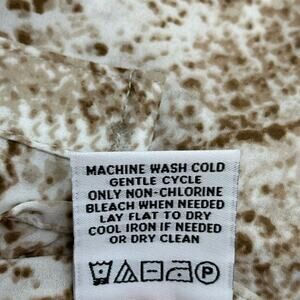 MACHINE WASH COLD
GENTLE CYCLE
ONLY NON-CHLORINE
BLEACH WHEN NEEDED
LAY FLAT TO DRY
COOL IRON IF NEEDED
OR DRY CLEAN
P